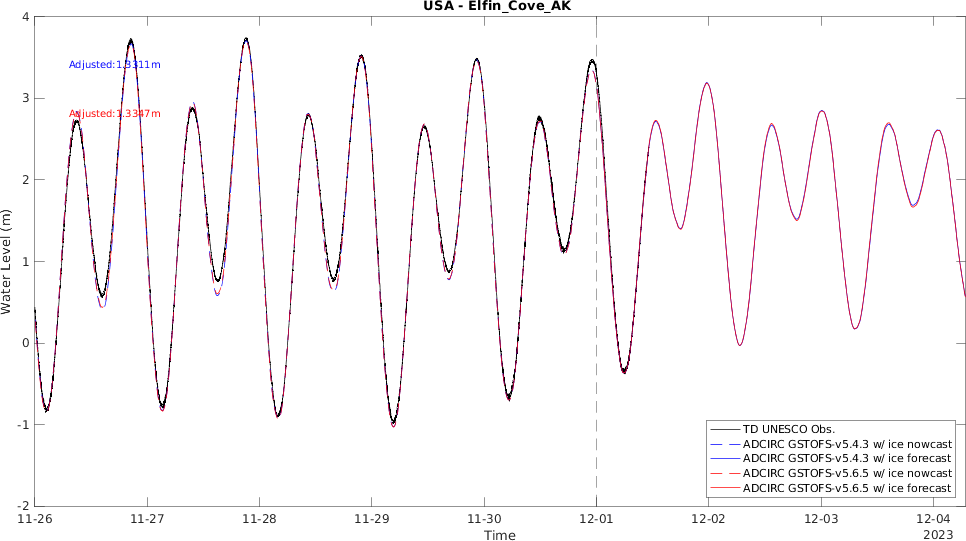 USA - Elfin_Cove_AK
4
3
2
1
0
-1
-2
Water Level (m)
Adjusted:1.3311m
Adjusted:1.3347m
TD UNESCO Obs.
ADCIRC GSTOFS-v5.4.3 w/ ice nowcast
ADCIRC GSTOFS-v5.4.3 w/ ice forecast
ADCIRC GSTOFS-v5.6.5 w/ ice nowcast
ADCIRC GSTOFS-v5.6.5 w/ ice forecast
11-26 11-27 11-28 11-29 11-30 12-01 12-02 12-03 12-04
Time
2023